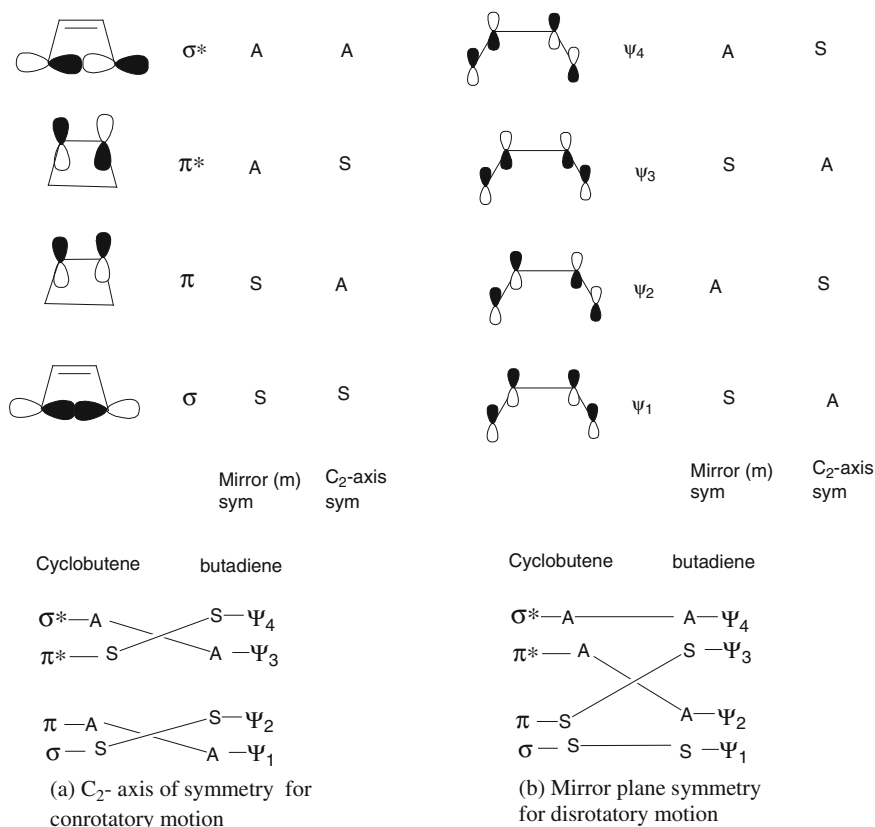 σ* A A ψ₄ A S
π* A S ψ₃ S A
π S A ψ₂ A S
σ S S ψ₁ S A
Mirror (m) C₂-axis Mirror (m) C₂-axis
sym sym sym sym
Cyclobutene butadiene
σ* A S Ψ₄
π* S A Ψ₃
π A S Ψ₂
σ S A Ψ₁
(a) C₂- axis of symmetry for
conrotatory motion
Cyclobutene butadiene
σ* A A Ψ₄
π* A S Ψ₃
π S A Ψ₂
σ S S Ψ₁
(b) Mirror plane symmetry
for disrotatory motion